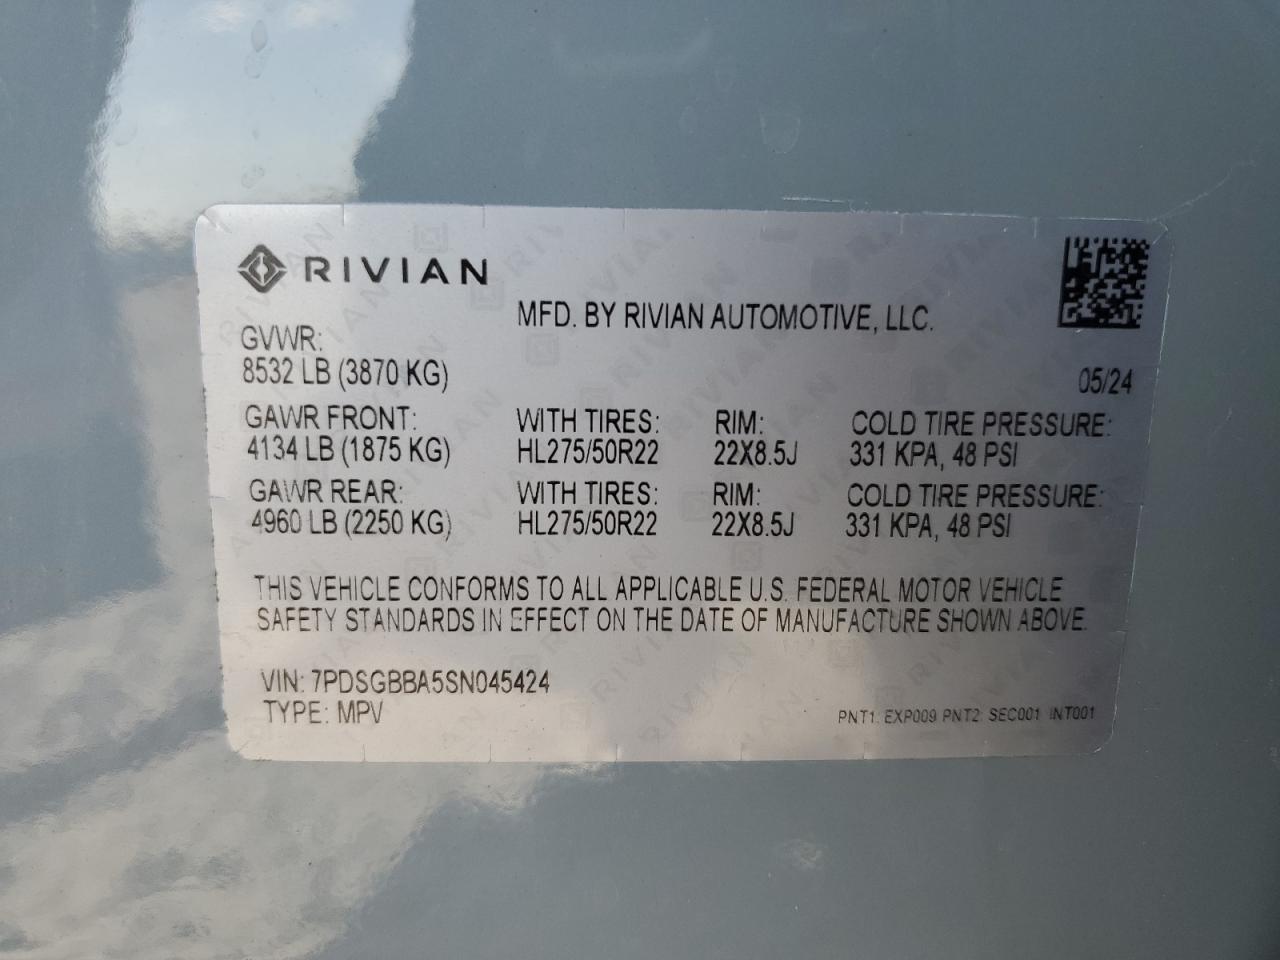 RIVIAN
MFD. BY RIVIAN AUTOMOTIVE, LLC.
GVWR:
8532 LB (3870 KG)
05/24
GAWR FRONT: WITH TIRES: RIM: COLD TIRE PRESSURE:
4134 LB (1875 KG) HL275/50R22 22X8.5J 331 KPA, 48 PSI
GAWR REAR: WITH TIRES: RIM: COLD TIRE PRESSURE:
4960 LB (2250 KG) HL275/50R22 22X8.5J 331 KPA, 48 PSI
THIS VEHICLE CONFORMS TO ALL APPLICABLE U.S. FEDERAL MOTOR VEHICLE
SAFETY STANDARDS IN EFFECT ON THE DATE OF MANUFACTURE SHOWN ABOVE.
VIN: 7PDSGBBA5SN045424
TYPE: MPV
PNT1: EXP009 PNT2: SEC001 INT001